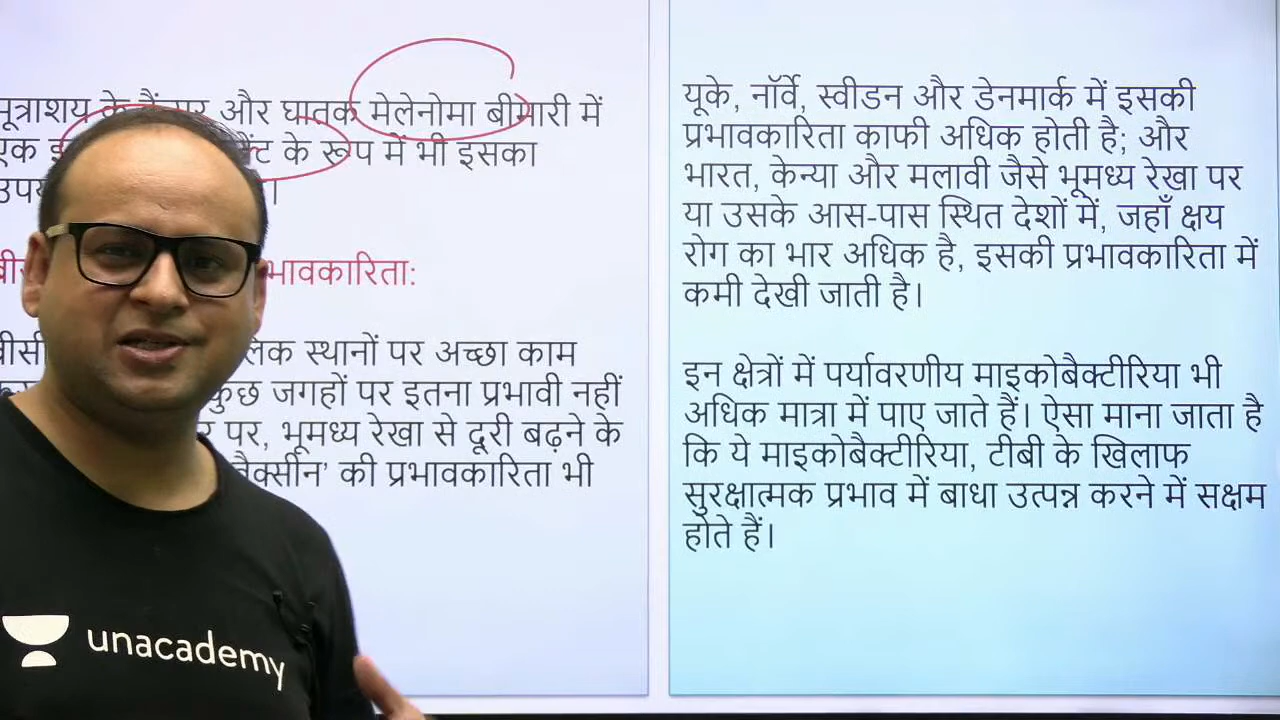 मूत्राशय के कैंसर और घातक मेलेनोमा बीमारी में
एक के रूप में भी इसका
बैक्सीन’ की प्रभावकारिता भी
स्थानों पर अच्छा काम
कुछ जगहों पर इतना प्रभावी नहीं
पर, भूमध्य रेखा से दूरी बढ़ने के
यूके, नॉर्वे, स्वीडन और डेनमार्क में इसकी
प्रभावकारिता काफी अधिक होती है; और
भारत, केन्या और मलावी जैसे भूमध्य रेखा पर
या उसके आस-पास स्थित देशों में, जहाँ क्षय
रोग का भार अधिक है, इसकी प्रभावकारिता में
कमी देखी जाती है।
इन क्षेत्रों में पर्यावरणीय माइकोबैक्टीरिया भी
अधिक मात्रा में पाए जाते हैं। ऐसा माना जाता है
कि ये माइकोबैक्टीरिया, टीबी के खिलाफ
सुरक्षात्मक प्रभाव में बाधा उत्पन्न करने में सक्षम
होते हैं।
unacademy